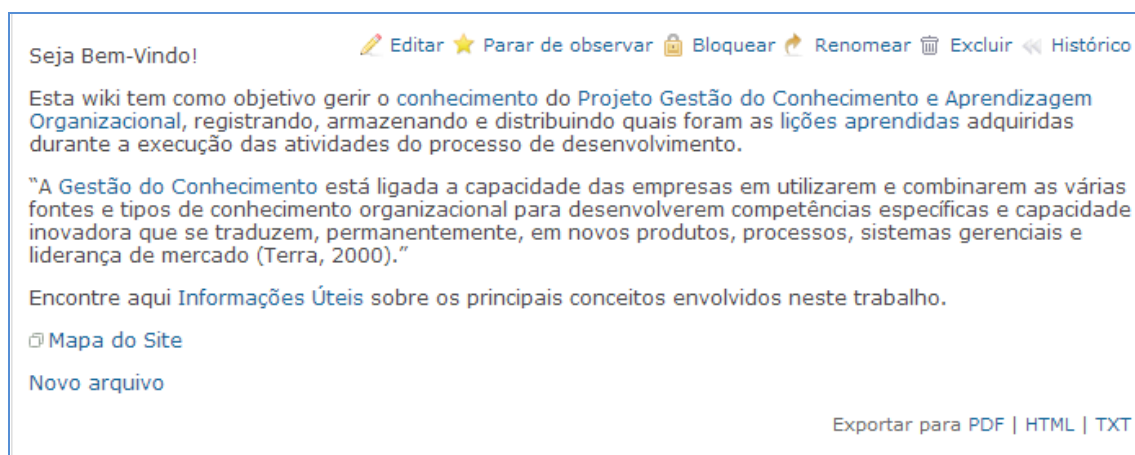 Seja Bem-Vindo!
Editar Parar de observar Bloquear Renomear Excluir Histórico
Esta wiki tem como objetivo gerir o conhecimento do Projeto Gestão do Conhecimento e Aprendizagem
Organizacional, registrando, armazenando e distribuindo quais foram as lições aprendidas adquiridas
durante a execução das atividades do processo de desenvolvimento.
“A Gestão do Conhecimento está ligada a capacidade das empresas em utilizarem e combinarem as várias
fontes e tipos de conhecimento organizacional para desenvolverem competências específicas e capacidade
inovadora que se traduzem, permanentemente, em novos produtos, processos, sistemas gerenciais e
liderança de mercado (Terra, 2000).”
Encontre aqui Informações Úteis sobre os principais conceitos envolvidos neste trabalho.
Mapa do Site
Novo arquivo
Exportar para PDF | HTML | TXT